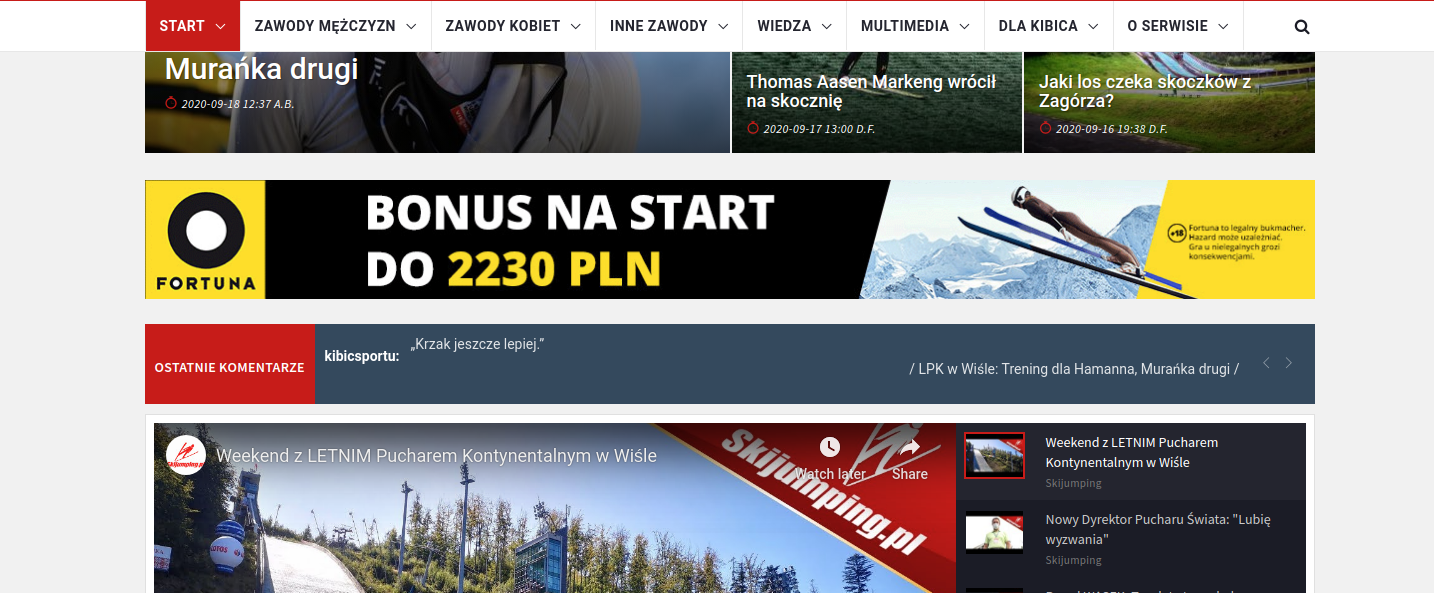 START
ZAWODY MĘŻCZYZN
ZAWODY KOBIET
INNE ZAWODY
WIEDZA
MULTIMEDIA
DLA KIBICA
O SERWISIE
Murańka drugi
2020-09-18 12:37 A.B.
Thomas Aasen Markeng wrócił
na skocznię
2020-09-17 13:00 D.F.
Jaki los czeka skoczków z
Zagórza?
2020-09-16 19:38 D.F.
FORTUNA
BONUS NA START
DO 2230 PLN
+18
Fortuna to legalny bukmacher.
Hazard może uzależniać.
Gra u nielegalnych grozi
konsekwencjami.
OSTATNIE KOMENTARZE
kibicsportu:
„Krzak jeszcze lepiej.”
/ LPK w Wiśle: Trening dla Hamanna, Murańka drugi /
Skijumping.pl
Weekend z LETNIM Pucharem Kontynentalnym w Wiśle
Watch later
Share
Skijumping.pl
LOTOS
Weekend z LETNIM Pucharem
Kontynentalnym w Wiśle
Skijumping
Nowy Dyrektor Pucharu Świata: "Lubię
wyzwania"
Skijumping